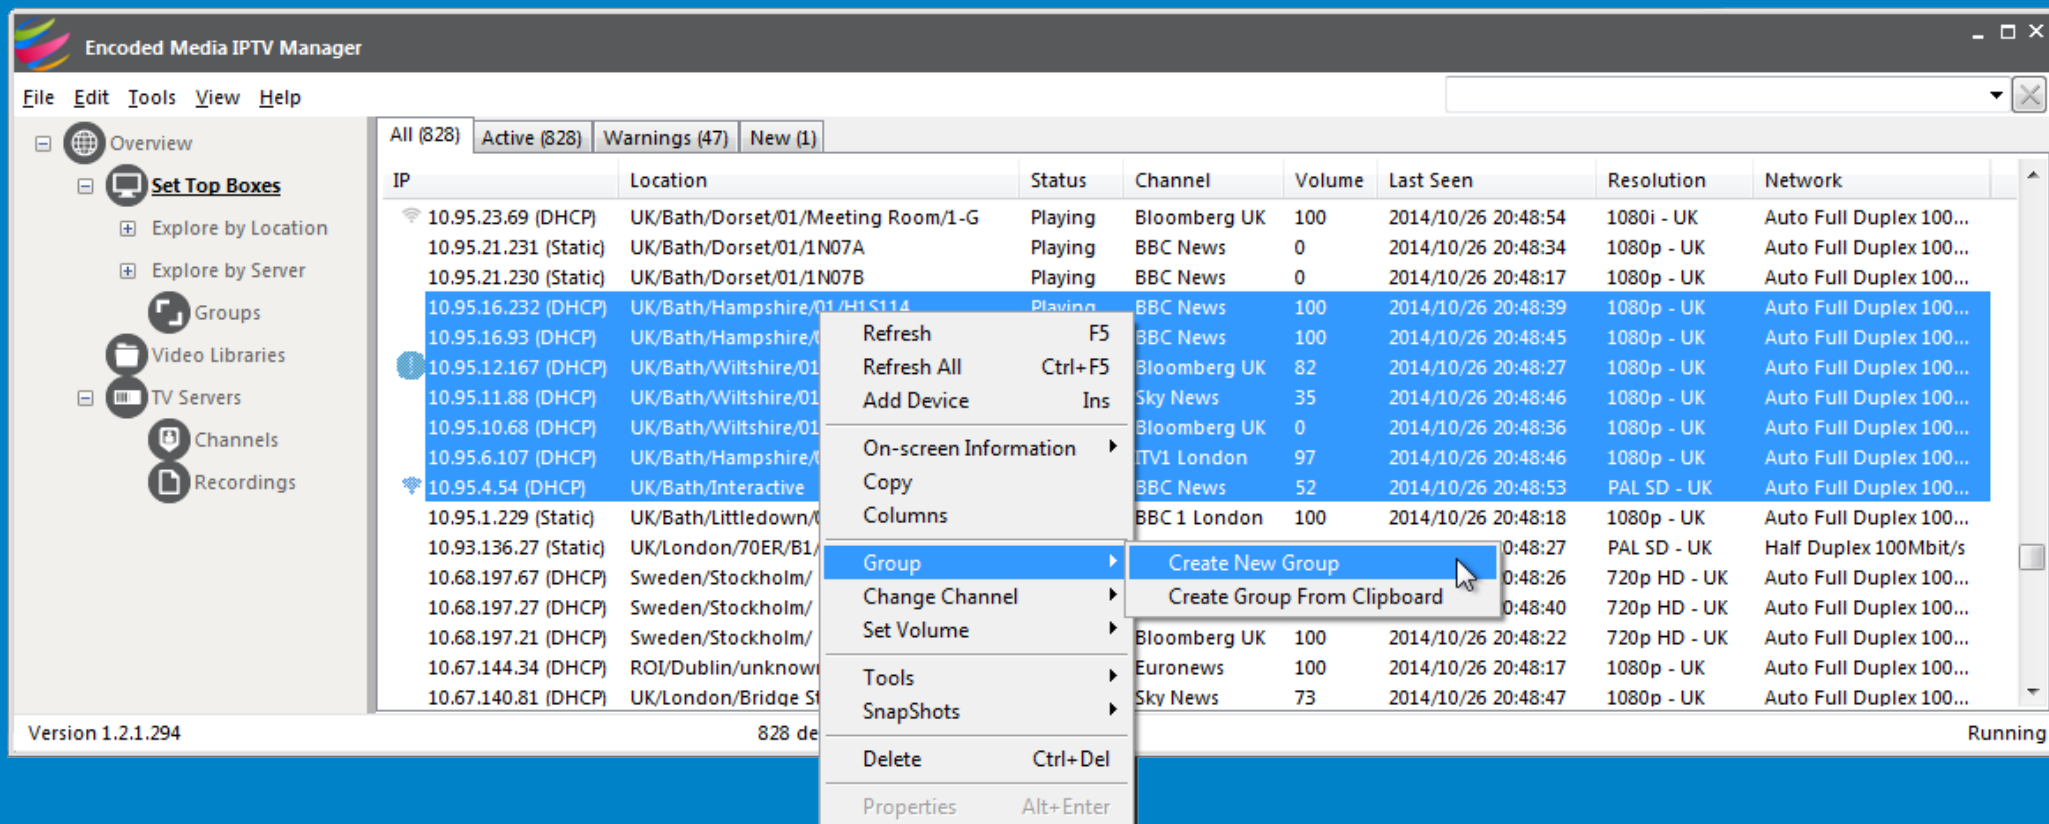 Encoded Media IPTV Manager
File Edit Tools View Help
Overview
Set Top Boxes
Explore by Location
Explore by Server
Groups
Video Libraries
TV Servers
Channels
Recordings
All (828) Active (828) Warnings (47) New (1)
IP Location Status Channel Volume Last Seen Resolution Network
10.95.23.69 (DHCP) UK/Bath/Dorset/01/Meeting Room/1-G Playing Bloomberg UK 100 2014/10/26 20:48:54 1080i - UK Auto Full Duplex 100...
10.95.21.231 (Static) UK/Bath/Dorset/01/1N07A Playing BBC News 0 2014/10/26 20:48:34 1080p - UK Auto Full Duplex 100...
10.95.21.230 (Static) UK/Bath/Dorset/01/1N07B Playing BBC News 0 2014/10/26 20:48:17 1080p - UK Auto Full Duplex 100...
10.95.16.232 (DHCP) UK/Bath/Hampshire/01/H1S114 Playing BBC News 100 2014/10/26 20:48:39 1080p - UK Auto Full Duplex 100...
10.95.16.93 (DHCP) UK/Bath/Hampshire/ BBC News 100 2014/10/26 20:48:45 1080p - UK Auto Full Duplex 100...
10.95.12.167 (DHCP) UK/Bath/Wiltshire/01 Bloomberg UK 82 2014/10/26 20:48:27 1080p - UK Auto Full Duplex 100...
10.95.11.88 (DHCP) UK/Bath/Wiltshire/01 Sky News 35 2014/10/26 20:48:46 1080p - UK Auto Full Duplex 100...
10.95.10.68 (DHCP) UK/Bath/Wiltshire/01 Bloomberg UK 0 2014/10/26 20:48:36 1080p - UK Auto Full Duplex 100...
10.95.6.107 (DHCP) UK/Bath/Hampshire/ ITV1 London 97 2014/10/26 20:48:46 1080p - UK Auto Full Duplex 100...
10.95.4.54 (DHCP) UK/Bath/Interactive BBC News 52 2014/10/26 20:48:53 PAL SD - UK Auto Full Duplex 100...
10.95.1.229 (Static) UK/Bath/Littledown/ BBC 1 London 100 2014/10/26 20:48:18 1080p - UK Auto Full Duplex 100...
10.93.136.27 (Static) UK/London/70ER/B1/ 0:48:27 PAL SD - UK Half Duplex 100Mbit/s
10.68.197.67 (DHCP) Sweden/Stockholm/ 0:48:26 720p HD - UK Auto Full Duplex 100...
10.68.197.27 (DHCP) Sweden/Stockholm/ 0:48:40 720p HD - UK Auto Full Duplex 100...
10.68.197.21 (DHCP) Sweden/Stockholm/ Bloomberg UK 100 2014/10/26 20:48:22 720p HD - UK Auto Full Duplex 100...
10.67.144.34 (DHCP) ROI/Dublin/unknow Euronews 100 2014/10/26 20:48:17 1080p - UK Auto Full Duplex 100...
10.67.140.81 (DHCP) UK/London/Bridge S Sky News 73 2014/10/26 20:48:47 1080p - UK Auto Full Duplex 100...
Refresh F5
Refresh All Ctrl+F5
Add Device Ins
On-screen Information
Copy
Columns
Group
Change Channel
Set Volume
Tools
SnapShots
Delete Ctrl+Del
Properties Alt+Enter
Create New Group
Create Group From Clipboard
Version 1.2.1.294 828 de Running